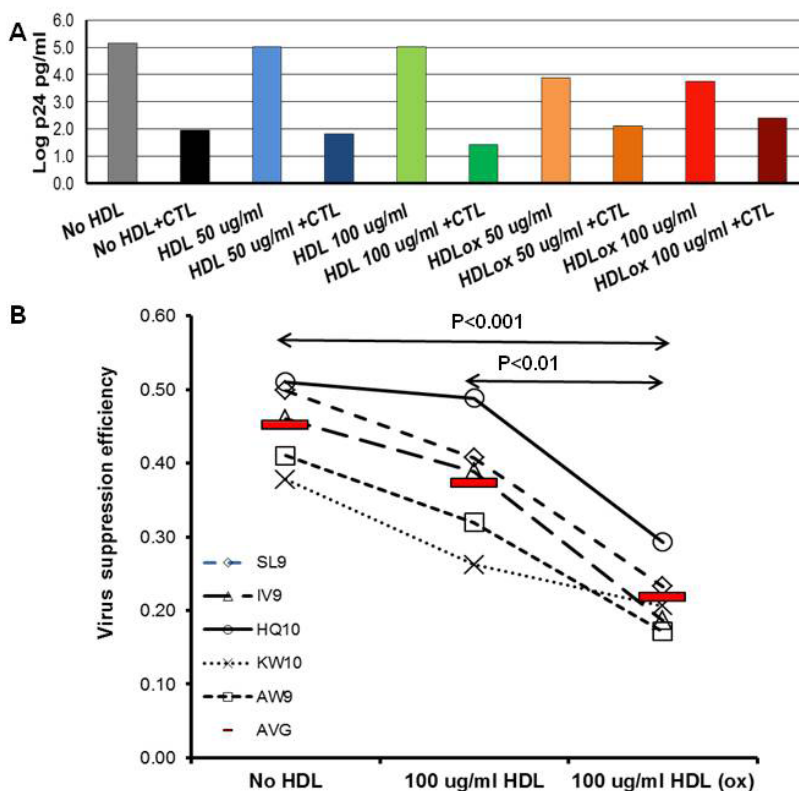 A
Log p24 pg/ml
6.0
5.0
4.0
3.0
2.0
1.0
0.0
No HDL
No HDL+CTL
HDL 50 ug/ml
HDL 50 ug/ml +CTL
HDL 100 ug/ml
HDL 100 ug/ml +CTL
HDLox 50 ug/ml
HDLox 50 ug/ml +CTL
HDLox 100 ug/ml
HDLox 100 ug/ml +CTL
B
Virus suppression efficiency
0.60
0.50
0.40
0.30
0.20
0.10
0.00
P<0.001
P<0.01
SL9
IV9
HQ10
KW10
AW9
AVG
No HDL
100 ug/ml HDL
100 ug/ml HDL (ox)